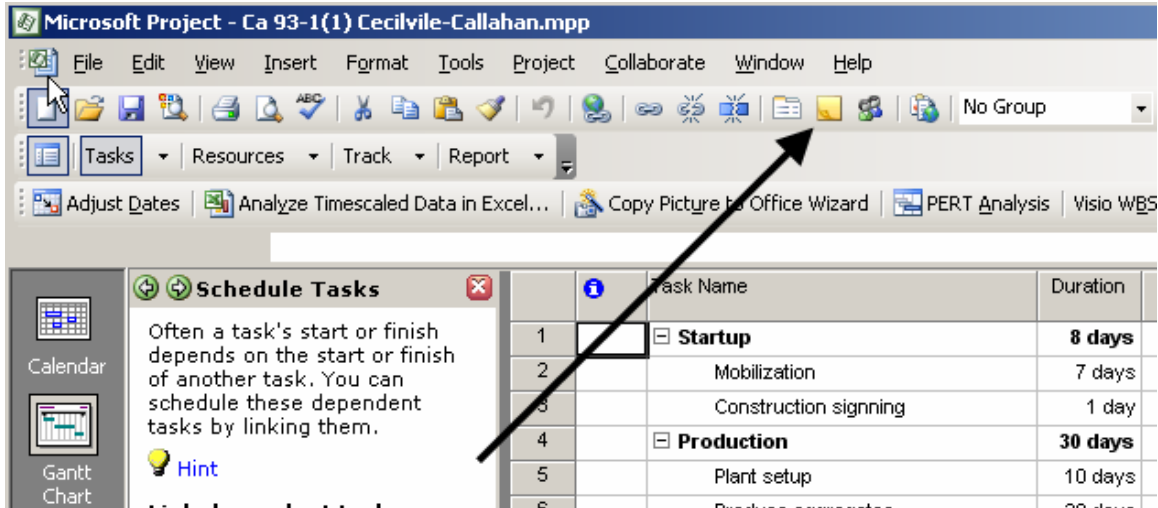 Microsoft Project - Ca 93-1(1) Cecilvile-Callahan.mpp
File Edit View Insert Format Tools Project Collaborate Window Help
ABC No Group
Tasks Resources Track Report
Adjust Dates Analyze Timescaled Data in Excel... Copy Picture to Office Wizard PERT Analysis Visio WBS
Schedule Tasks
Often a task's start or finish
depends on the start or finish
of another task. You can
schedule these dependent
tasks by linking them.
Hint
Calendar
Gantt
Chart
Task Name Duration
1 Startup 8 days
2 Mobilization 7 days
3 Construction signning 1 day
4 Production 30 days
5 Plant setup 10 days